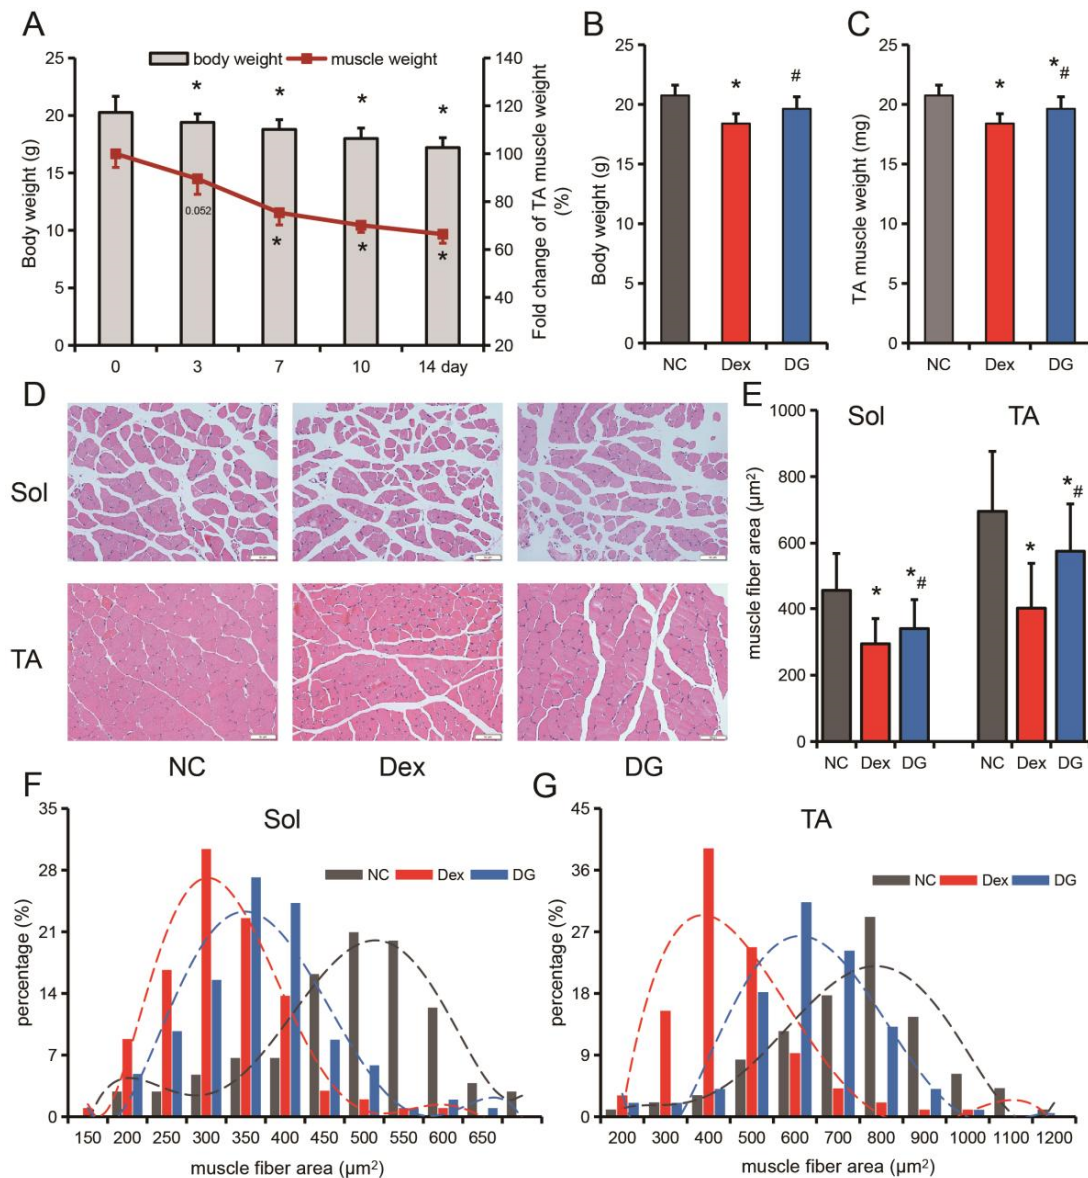 A
body weight
muscle weight
Body weight (g)
25
20
15
10
5
0
* * * *
0.052
* * *
0 3 7 10 14 day
140
120
100
80
60
40
20
Fold change of TA muscle weight
(%)
B
Body weight (g)
25
20
15
10
5
0
* #
NC Dex DG
C
TA muscle weight (mg)
25
20
15
10
5
0
* *#
NC Dex DG
D
Sol
TA
NC Dex DG
E
Sol TA
muscle fiber area (µm²)
1000
800
600
400
200
0
* *# * *#
NC Dex DG NC Dex DG
F
Sol
NC Dex DG
percentage (%)
35
28
21
14
7
0
150 200 250 300 350 400 450 500 550 600 650
muscle fiber area (µm²)
G
TA
NC Dex DG
percentage (%)
45
36
27
18
9
0
200 300 400 500 600 700 800 900 1000 1100 1200
muscle fiber area (µm²)